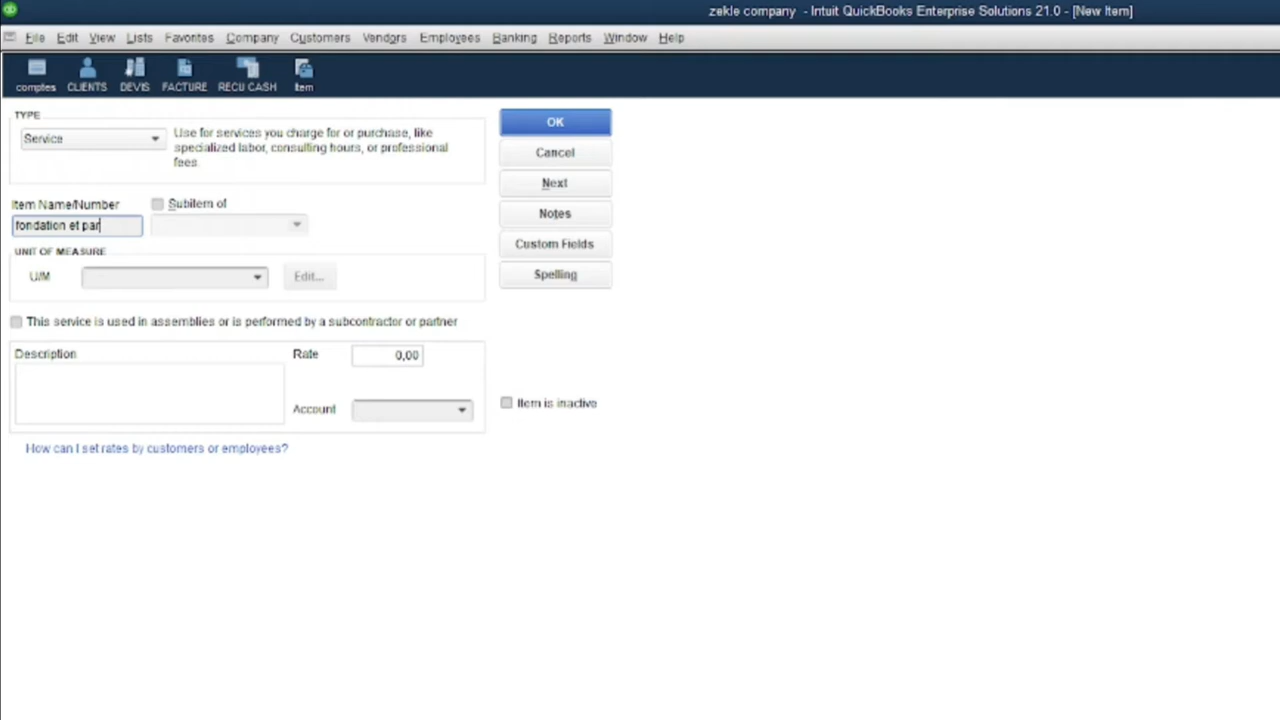 zekle company - Intuit QuickBooks Enterprise Solutions 21.0 - [New Item]
File Edit View Lists Favorites Company Customers Vendors Employees Banking Reports Window Help
comptes CLIENTS DEVIS FACTURE RECU CASH Item
TYPE
Service
Use for services you charge for or purchase, like
specialized labor, consulting hours, or professional
fees.
OK
Cancel
Next
Notes
Custom Fields
Spelling
Item Name/Number
Subitem of
fondation et par
UNIT OF MEASURE
U/M
Edit...
This service is used in assemblies or is performed by a subcontractor or partner
Description
Rate
0,00
Account
Item is inactive
How can I set rates by customers or employees?